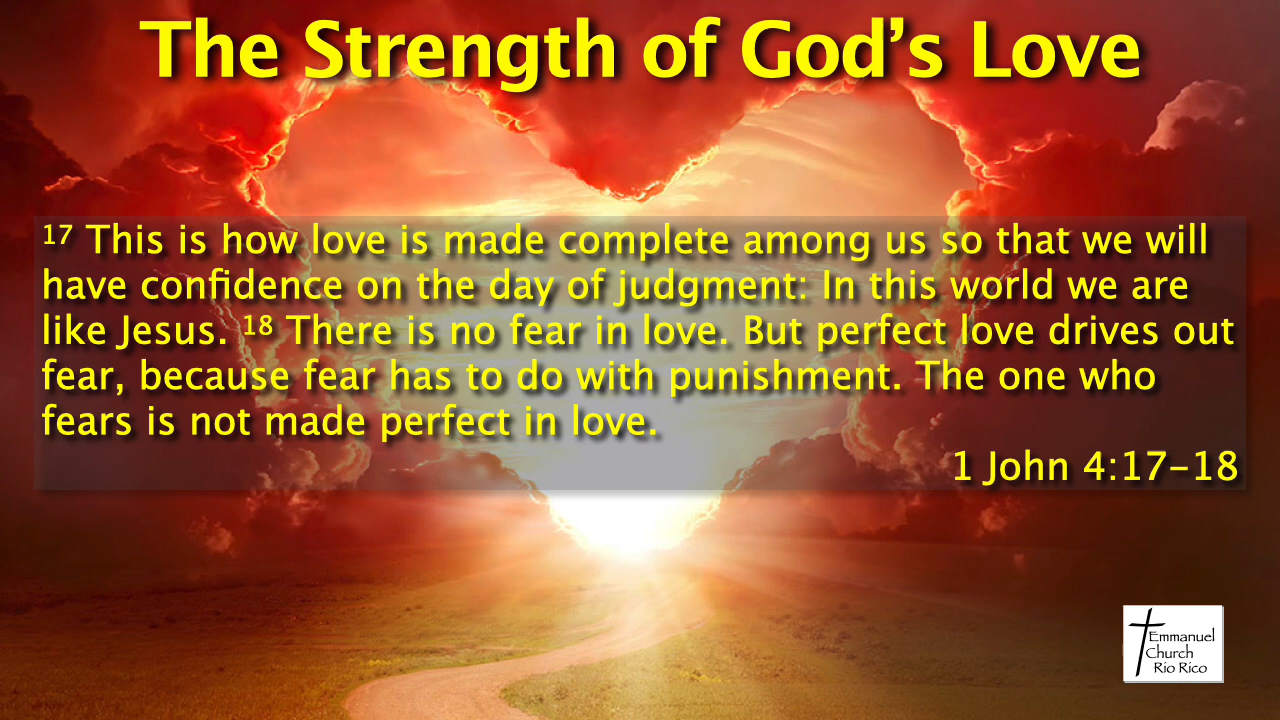 The Strength of God’s Love
17 This is how love is made complete among us so that we will
have confidence on the day of judgment: In this world we are
like Jesus. 18 There is no fear in love. But perfect love drives out
fear, because fear has to do with punishment. The one who
fears is not made perfect in love.
1 John 4:17–18
Emmanuel
Church
Rio Rico